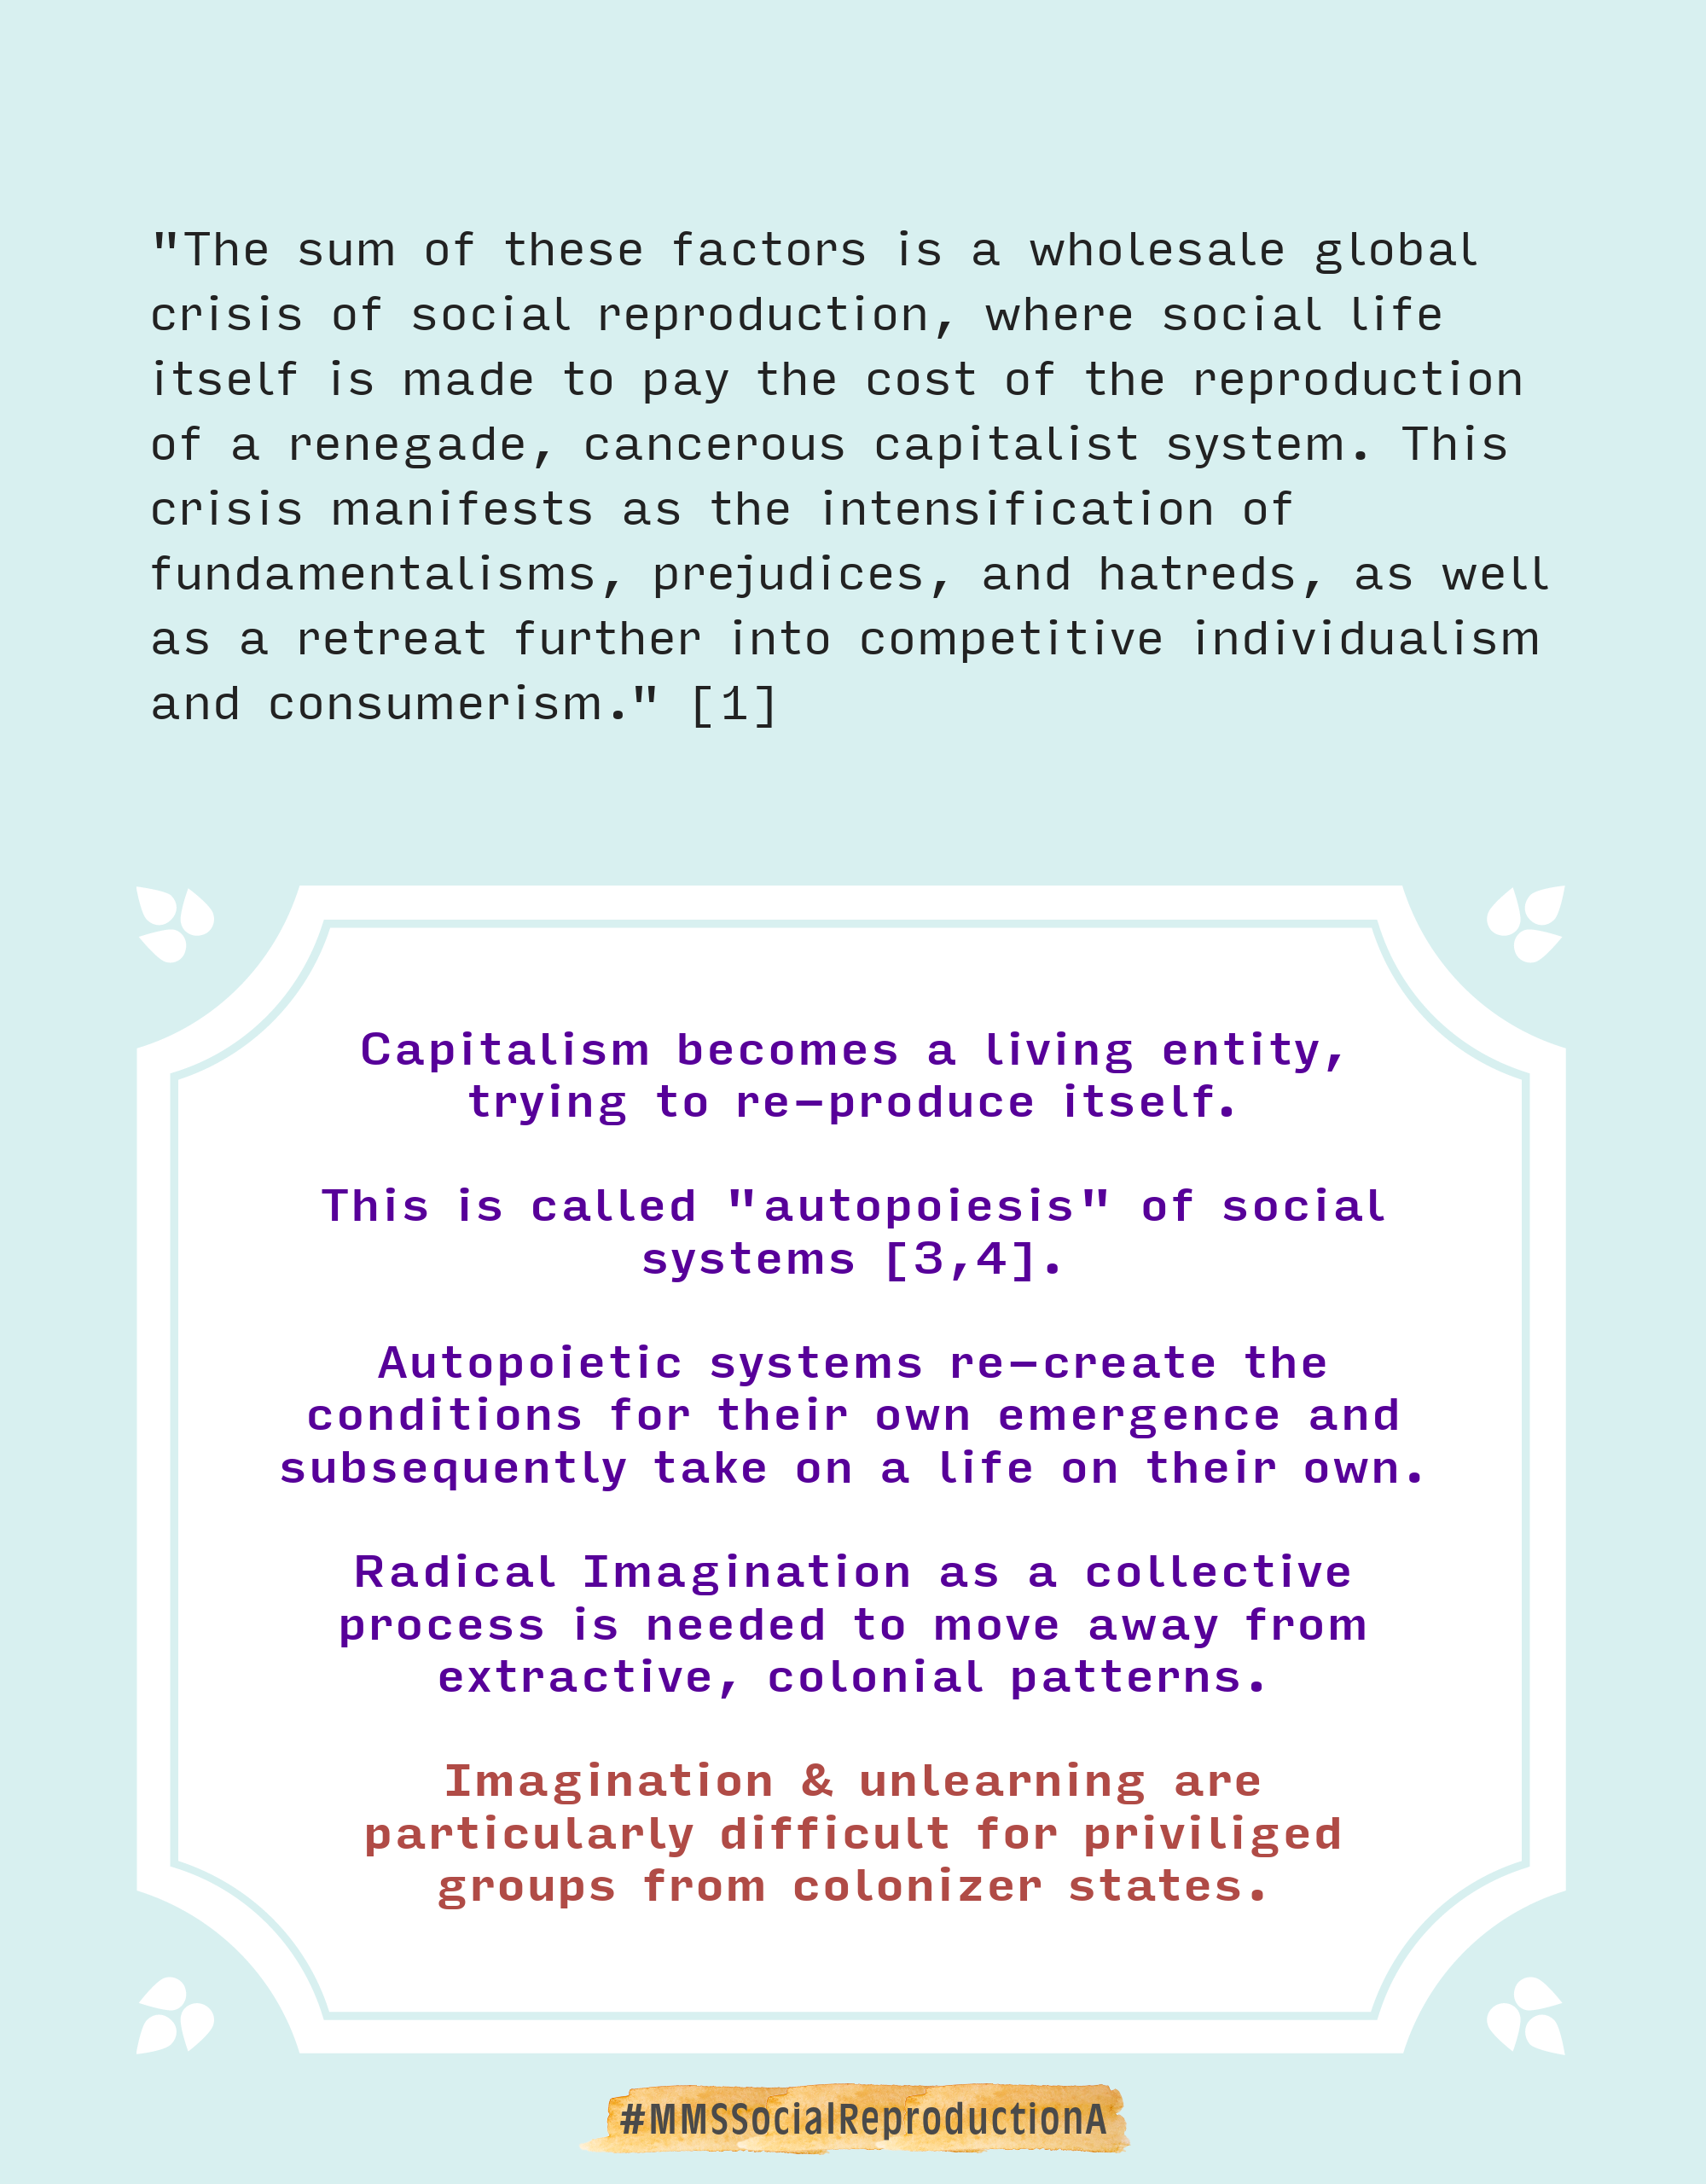 "The sum of these factors is a wholesale global
crisis of social reproduction, where social life
itself is made to pay the cost of the reproduction
of a renegade, cancerous capitalist system. This
crisis manifests as the intensification of
fundamentalisms, prejudices, and hatreds, as well
as a retreat further into competitive individualism
and consumerism." [1]
Capitalism becomes a living entity,
trying to re-produce itself.
This is called "autopoiesis" of social
systems [3,4].
Autopoietic systems re-create the
conditions for their own emergence and
subsequently take on a life on their own.
Radical Imagination as a collective
process is needed to move away from
extractive, colonial patterns.
Imagination & unlearning are
particularly difficult for priviliged
groups from colonizer states.
#MMSSocialReproductionA